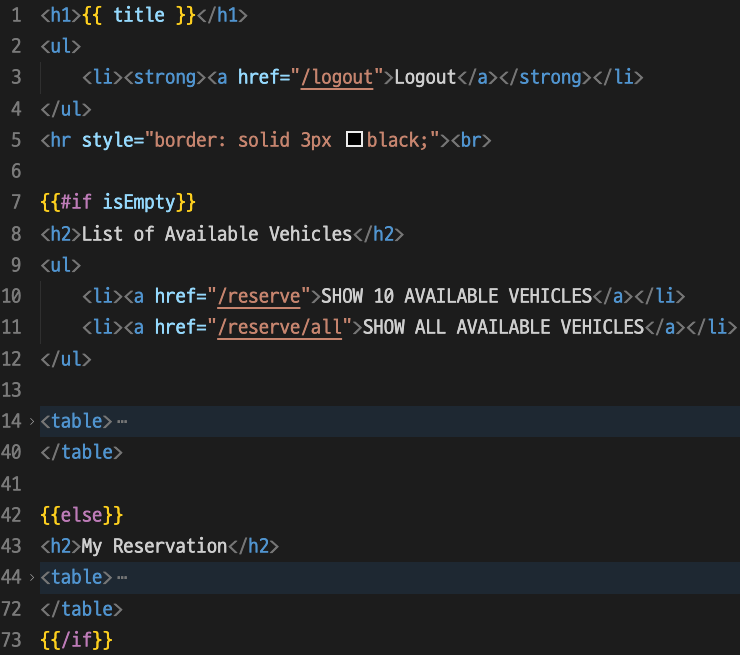 1 <h1>{{ title }}</h1>
2 <ul>
3     <li><strong><a href="/logout">Logout</a></strong></li>
4 </ul>
5 <hr style="border: solid 3px black;"><br>
6
7 {{#if isEmpty}}
8 <h2>List of Available Vehicles</h2>
9 <ul>
10     <li><a href="/reserve">SHOW 10 AVAILABLE VEHICLES</a></li>
11     <li><a href="/reserve/all">SHOW ALL AVAILABLE VEHICLES</a></li>
12 </ul>
13
14 > <table> ⋯
40 </table>
41
42 {{else}}
43 <h2>My Reservation</h2>
44 > <table> ⋯
72 </table>
73 {{/if}}